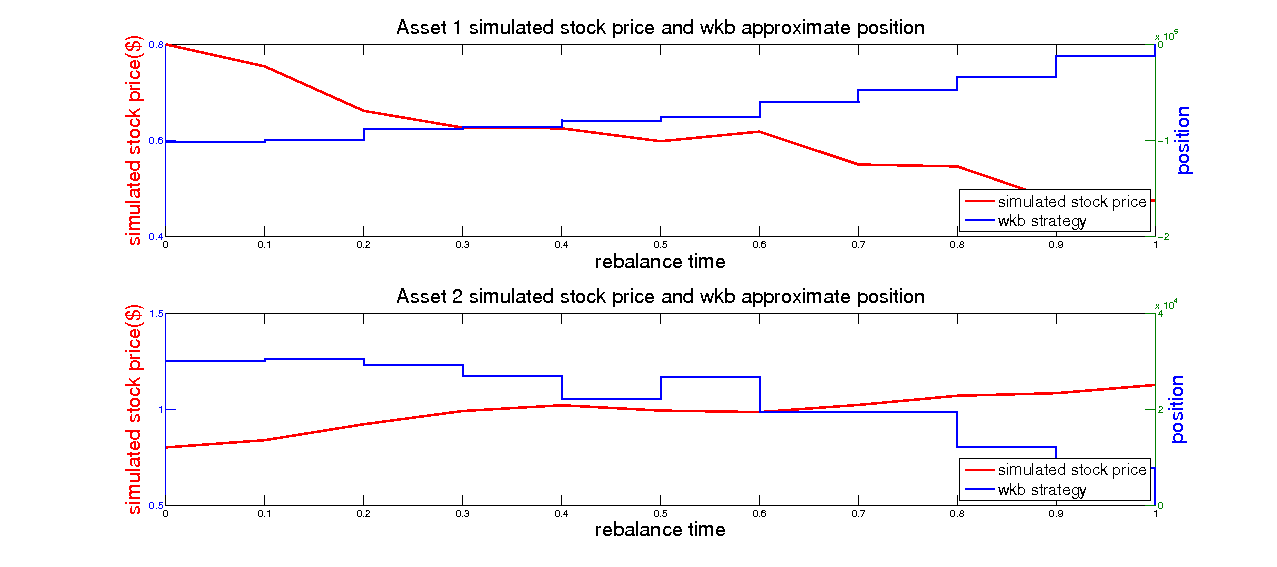 Asset 1 simulated stock price and wkb approximate position
x 10^5
simulated stock price($)
0.8
0.6
0.4
0
-1
-2
position
simulated stock price
wkb strategy
0 0.1 0.2 0.3 0.4 0.5 0.6 0.7 0.8 0.9 1
rebalance time
Asset 2 simulated stock price and wkb approximate position
x 10^4
simulated stock price($)
1.5
1
0.5
4
2
0
position
simulated stock price
wkb strategy
0 0.1 0.2 0.3 0.4 0.5 0.6 0.7 0.8 0.9 1
rebalance time